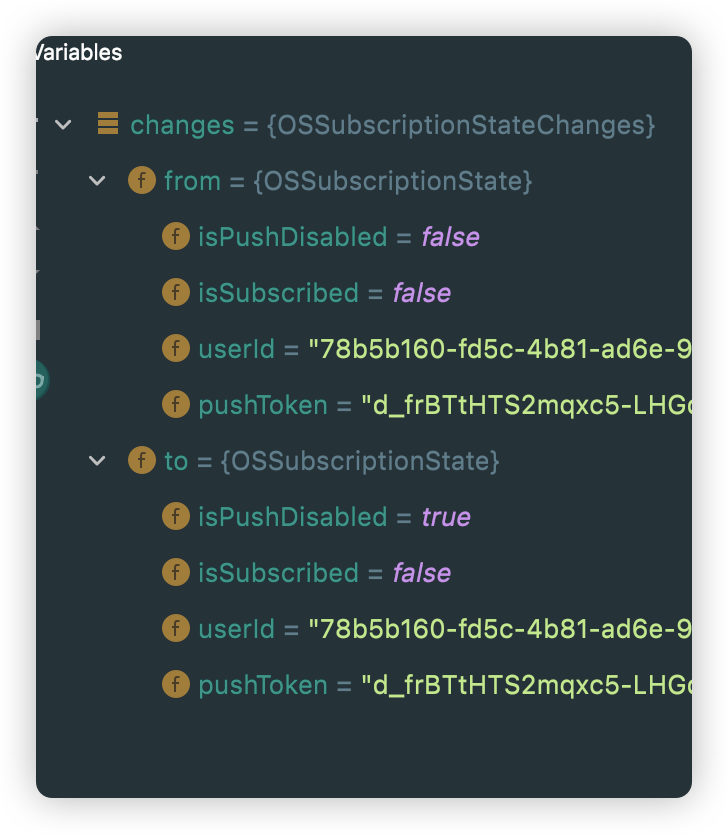 Variables
changes = {OSSubscriptionStateChanges}
f from = {OSSubscriptionState}
f isPushDisabled = false
f isSubscribed = false
f userId = "78b5b160-fd5c-4b81-ad6e-9
f pushToken = "d_frBTtHTS2mqxc5-LHG
f to = {OSSubscriptionState}
f isPushDisabled = true
f isSubscribed = false
f userId = "78b5b160-fd5c-4b81-ad6e-9
f pushToken = "d_frBTtHTS2mqxc5-LHG